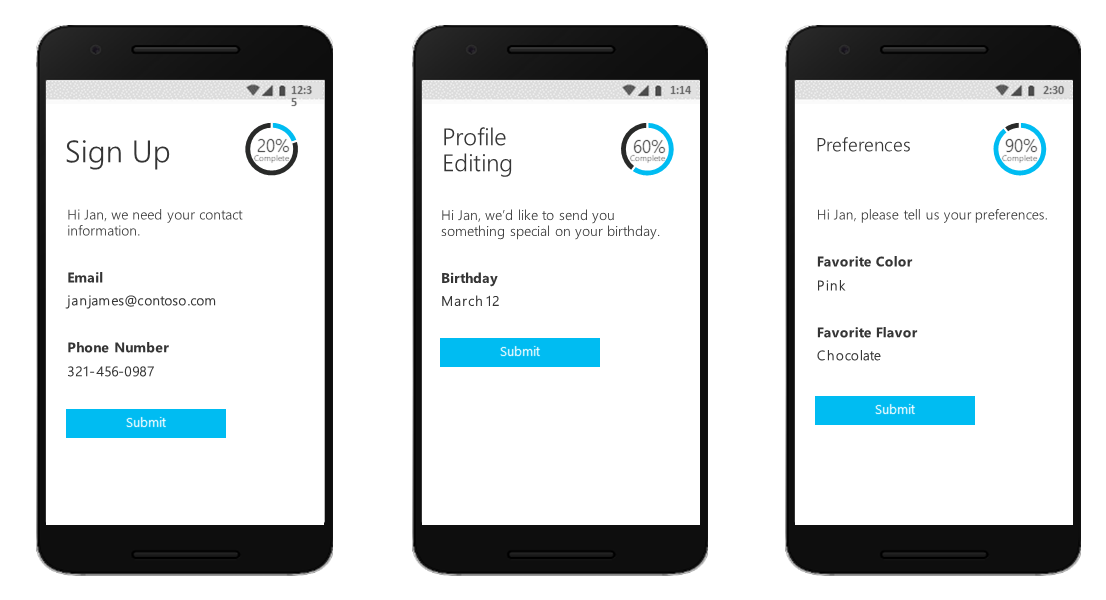 12:3
5
Sign Up
20%
Complete
Hi Jan, we need your contact
information.
Email
janjames@contoso.com
Phone Number
321-456-0987
Submit
1:14
Profile
Editing
60%
Complete
Hi Jan, we'd like to send you
something special on your birthday.
Birthday
March 12
Submit
2:30
Preferences
90%
Complete
Hi Jan, please tell us your preferences.
Favorite Color
Pink
Favorite Flavor
Chocolate
Submit